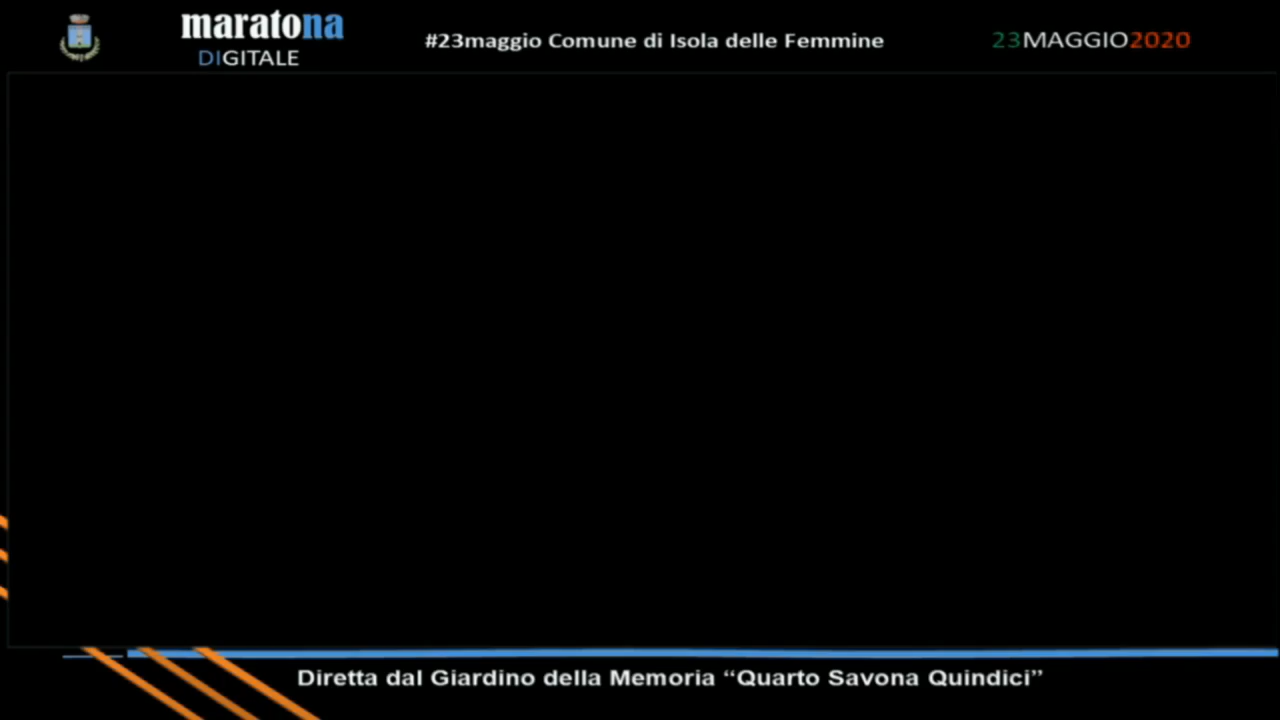 maratona
DIGITALE
#23maggio Comune di Isola delle Femmine
23MAGGIO2020
Diretta dal Giardino della Memoria “Quarto Savona Quindici”